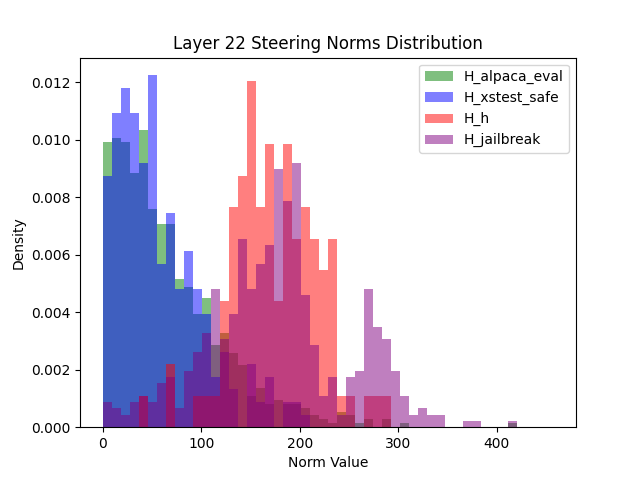 Layer 22 Steering Norms Distribution
H_alpaca_eval
H_xstest_safe
H_h
H_jailbreak
Density
0.012
0.010
0.008
0.006
0.004
0.002
0.000
0
100
200
300
400
Norm Value